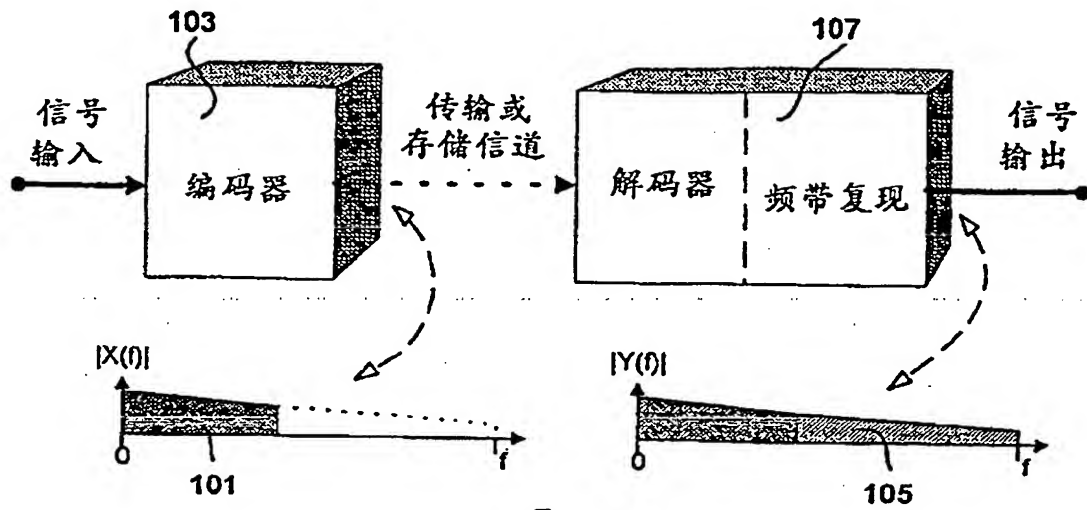 103
107
信号
输入
编码器
传输或
存储信道
解码器
频带复现
信号
输出
|X(f)|
0
f
101
|Y(f)|
0
f
105